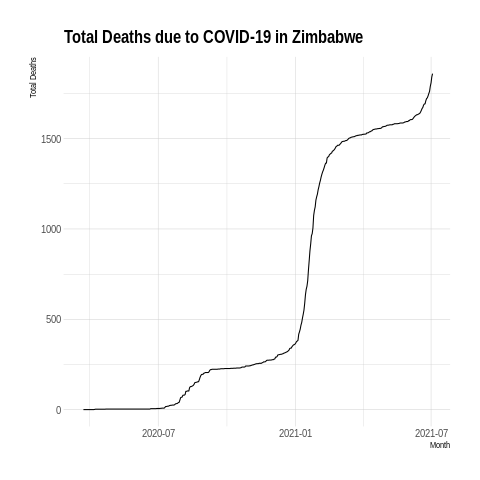 Total Deaths due to COVID-19 in Zimbabwe
Total Deaths
1500
1000
500
0
2020-07 2021-01 2021-07
Month